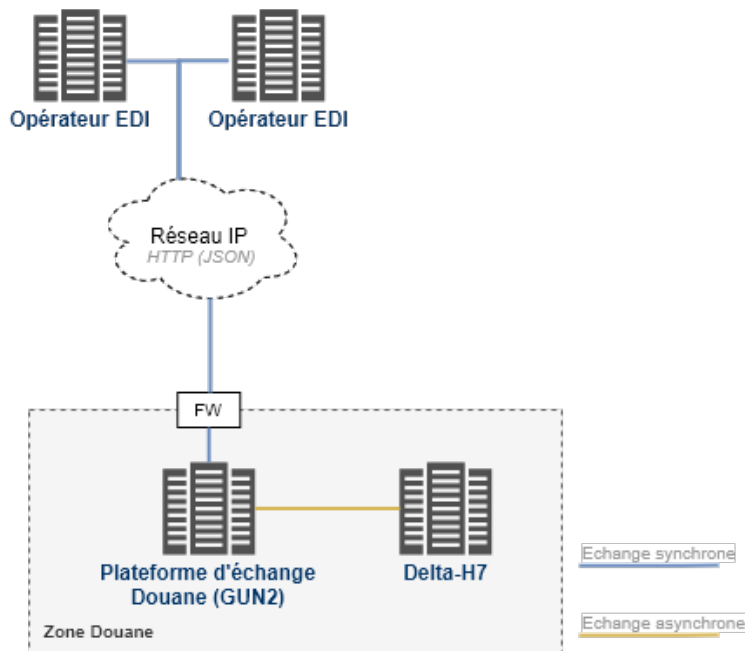 Opérateur EDI
Opérateur EDI
Réseau IP
HTTP (JSON)
FW
Plateforme d'échange
Douane (GUN2)
Delta-H7
Zone Douane
Echange synchrone
Echange asynchrone